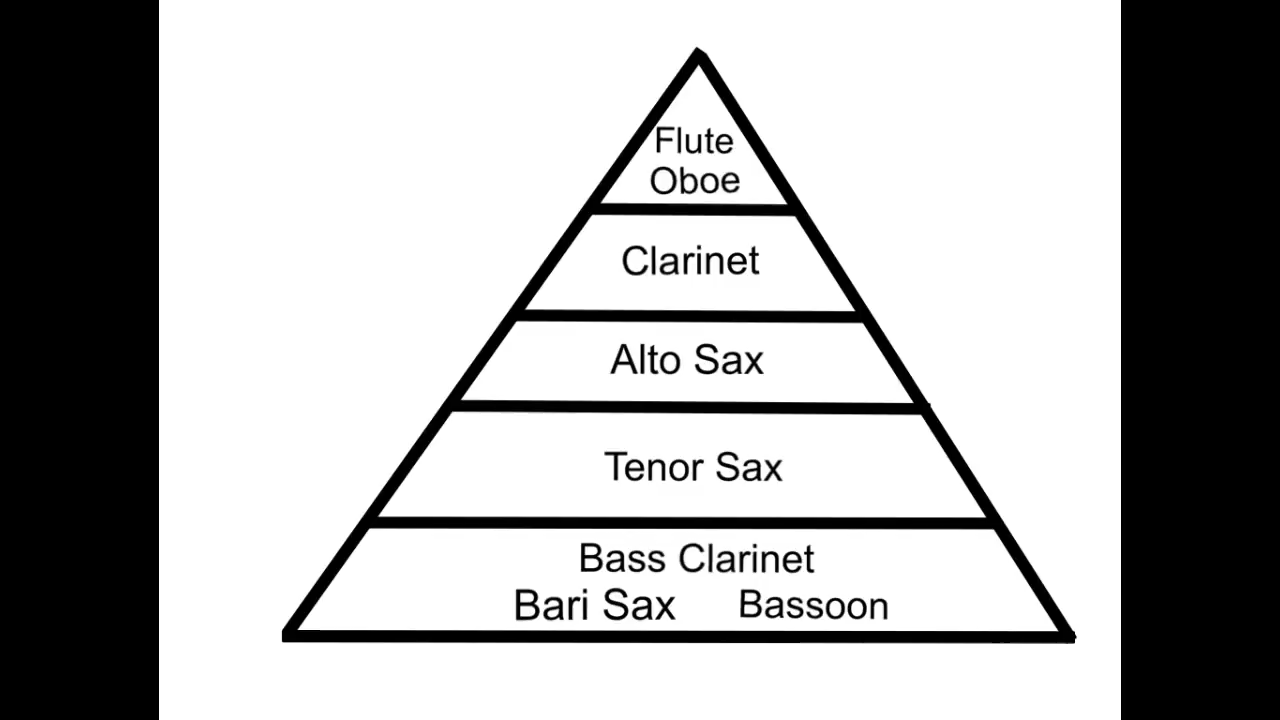 Flute
Oboe
Clarinet
Alto Sax
Tenor Sax
Bass Clarinet
Bari Sax Bassoon